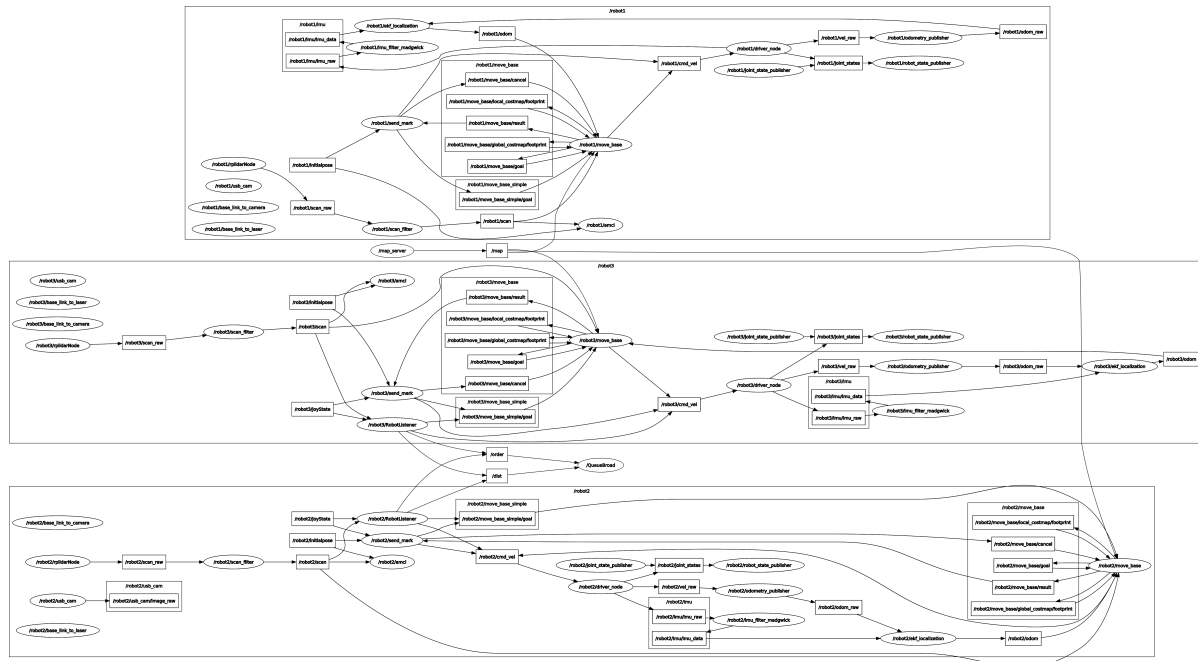 /robot1
/robot1/imu
/robot1/imu/imu_data
/robot1/imu/imu_raw
/robot1/ekf_localization
/robot1/imu_filter_madgwick
/robot1/odom
/robot1/driver_node
/robot1/vel_raw
/robot1/odometry_publisher
/robot1/odom_raw
/robot1/cmd_vel
/robot1/joint_state_publisher
/robot1/joint_states
/robot1/robot_state_publisher
/robot1/move_base
/robot1/move_base/cancel
/robot1/move_base/local_costmap/footprint
/robot1/move_base/result
/robot1/move_base/global_costmap/footprint
/robot1/move_base/goal
/robot1/send_mark
/robot1/move_base
/robot1/initialpose
/robot1/move_base_simple
/robot1/move_base_simple/goal
/robot1/rplidarNode
/robot1/usb_cam
/robot1/base_link_to_camera
/robot1/base_link_to_laser
/robot1/scan_raw
/robot1/scan_filter
/robot1/scan
/robot1/amcl
/map_server
/map
/robot3
/robot3/usb_cam
/robot3/base_link_to_laser
/robot3/base_link_to_camera
/robot3/rplidarNode
/robot3/scan_raw
/robot3/scan_filter
/robot3/initialpose
/robot3/scan
/robot3/amcl
/robot3/move_base
/robot3/move_base/result
/robot3/move_base/local_costmap/footprint
/robot3/move_base/global_costmap/footprint
/robot3/move_base/goal
/robot3/move_base/cancel
/robot3/move_base
/robot3/joyState
/robot3/send_mark
/robot3/RobotListener
/robot3/move_base_simple
/robot3/move_base_simple/goal
/robot3/cmd_vel
/robot3/driver_node
/robot3/joint_state_publisher
/robot3/joint_states
/robot3/robot_state_publisher
/robot3/vel_raw
/robot3/odometry_publisher
/robot3/odom_raw
/robot3/ekf_localization
/robot3/odom
/robot3/imu
/robot3/imu/imu_data
/robot3/imu/imu_raw
/robot3/imu_filter_madgwick
/order
/dist
/QueueBroad
/robot2
/robot2/base_link_to_camera
/robot2/rplidarNode
/robot2/scan_raw
/robot2/scan_filter
/robot2/usb_cam
/robot2/usb_cam
/robot2/usb_cam/image_raw
/robot2/base_link_to_laser
/robot2/joyState
/robot2/initialpose
/robot2/scan
/robot2/RobotListener
/robot2/send_mark
/robot2/amcl
/robot2/move_base_simple
/robot2/move_base_simple/goal
/robot2/cmd_vel
/robot2/joint_state_publisher
/robot2/joint_states
/robot2/robot_state_publisher
/robot2/driver_node
/robot2/vel_raw
/robot2/odometry_publisher
/robot2/imu
/robot2/imu/imu_raw
/robot2/imu/imu_data
/robot2/imu_filter_madgwick
/robot2/odom_raw
/robot2/ekf_localization
/robot2/odom
/robot2/move_base
/robot2/move_base/local_costmap/footprint
/robot2/move_base/cancel
/robot2/move_base/goal
/robot2/move_base/result
/robot2/move_base/global_costmap/footprint
/robot2/move_base